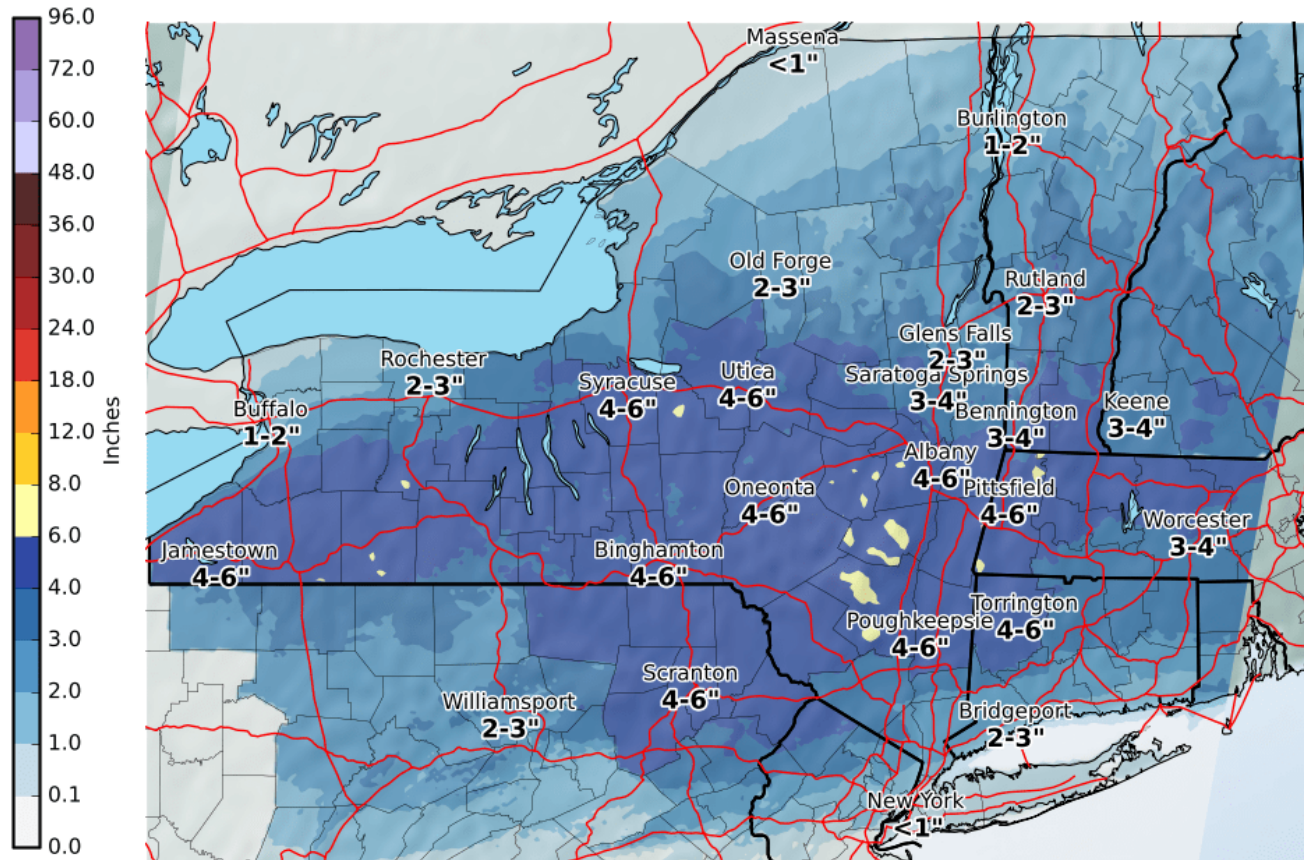 96.0
72.0
60.0
48.0
36.0
30.0
24.0
18.0
12.0
8.0
6.0
4.0
3.0
2.0
1.0
0.1
0.0
Inches
Massena
<1"
Burlington
1-2"
Old Forge
2-3"
Rutland
2-3"
Glens Falls
2-3"
Rochester
2-3"
Syracuse
4-6"
Utica
4-6"
Saratoga Springs
3-4"
Buffalo
1-2"
Bennington
3-4"
Keene
3-4"
Albany
4-6"
Oneonta
4-6"
Pittsfield
4-6"
Worcester
3-4"
Jamestown
4-6"
Binghamton
4-6"
Poughkeepsie
4-6"
Torrington
4-6"
Scranton
4-6"
Williamsport
2-3"
Bridgeport
2-3"
New York
<1"